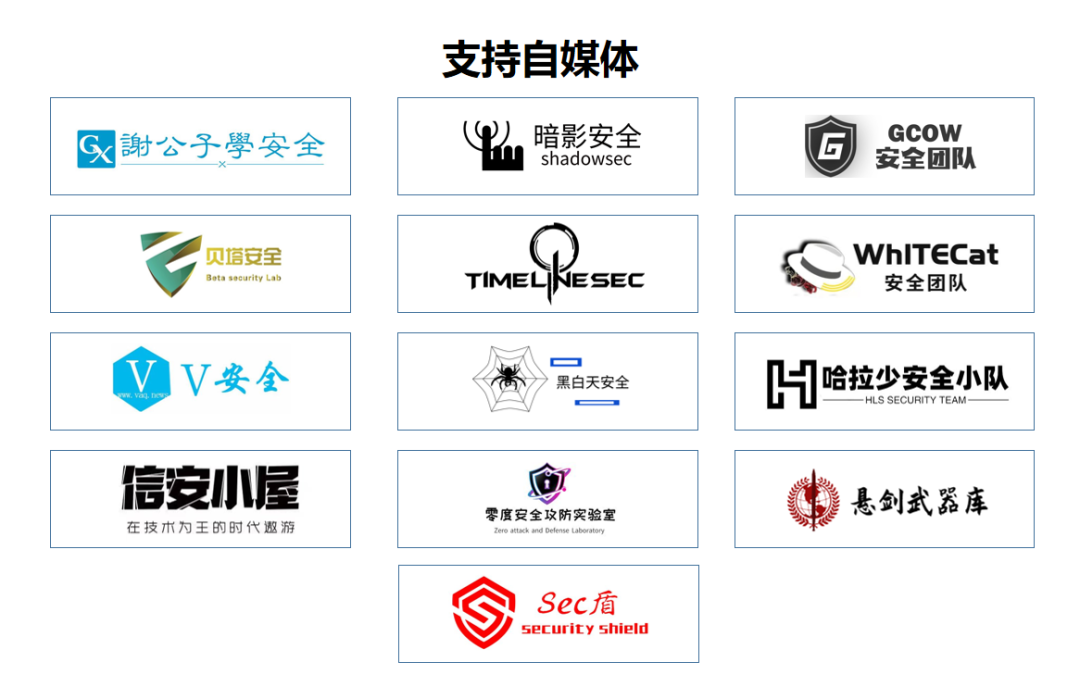 支持自媒体
GX 謝公子學安全
暗影安全
shadowsec
G GCOW
安全团队
贝塔安全
Beta security Lab
TIMELINESEC
WhITECat
安全团队
V V安全
www.vaq.news
黑白天安全
哈拉少安全小队
HLS SECURITY TEAM
信安小屋
在技术为王的时代遨游
零度安全攻防实验室
Zero attack and Defense Laboratory
悬剑武器库
Sec盾
security shield